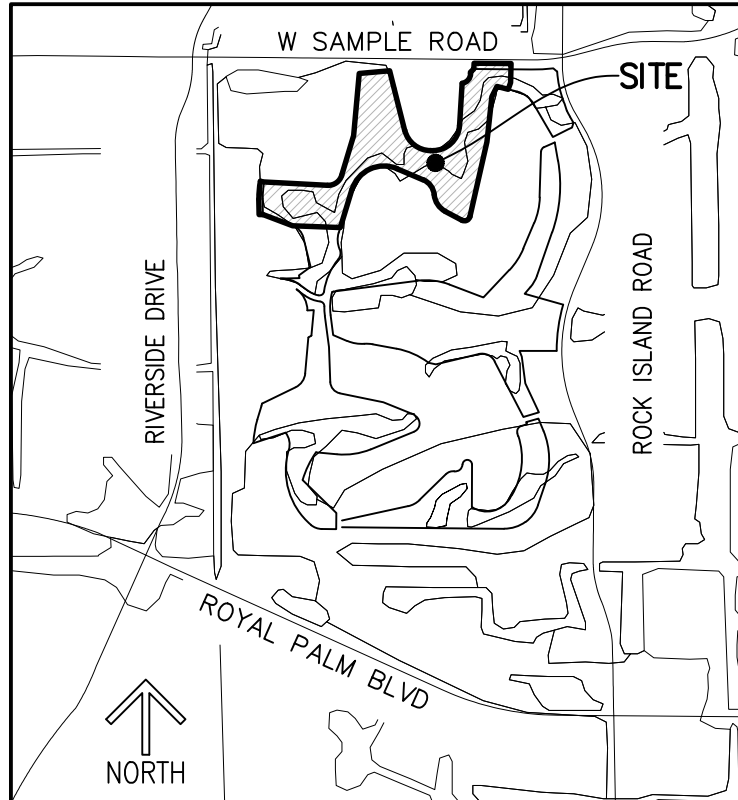 W SAMPLE ROAD
SITE
RIVERSIDE DRIVE
ROCK ISLAND ROAD
ROYAL PALM BLVD
NORTH